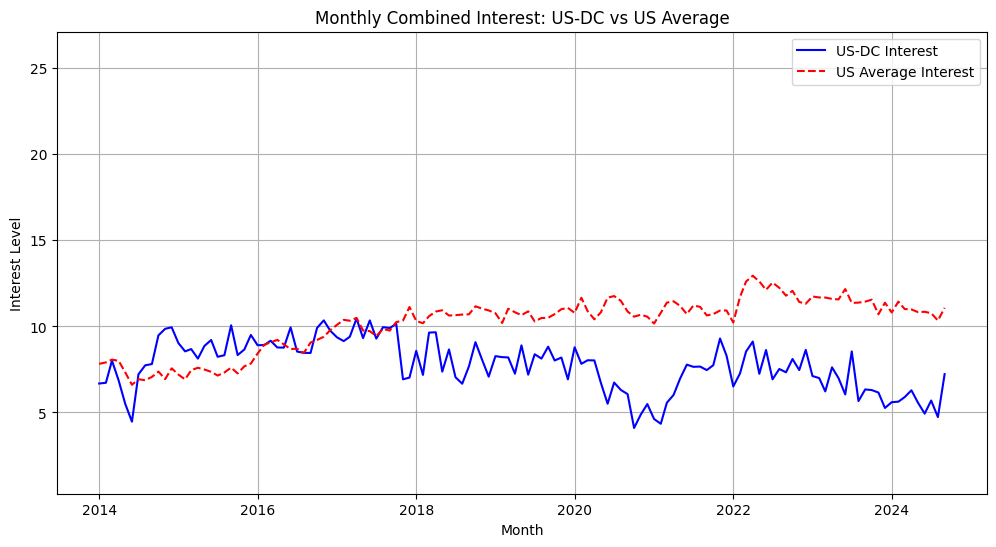 Monthly Combined Interest: US-DC vs US Average
US-DC Interest
US Average Interest
Interest Level
25
20
15
10
5
2014
2016
2018
2020
2022
2024
Month